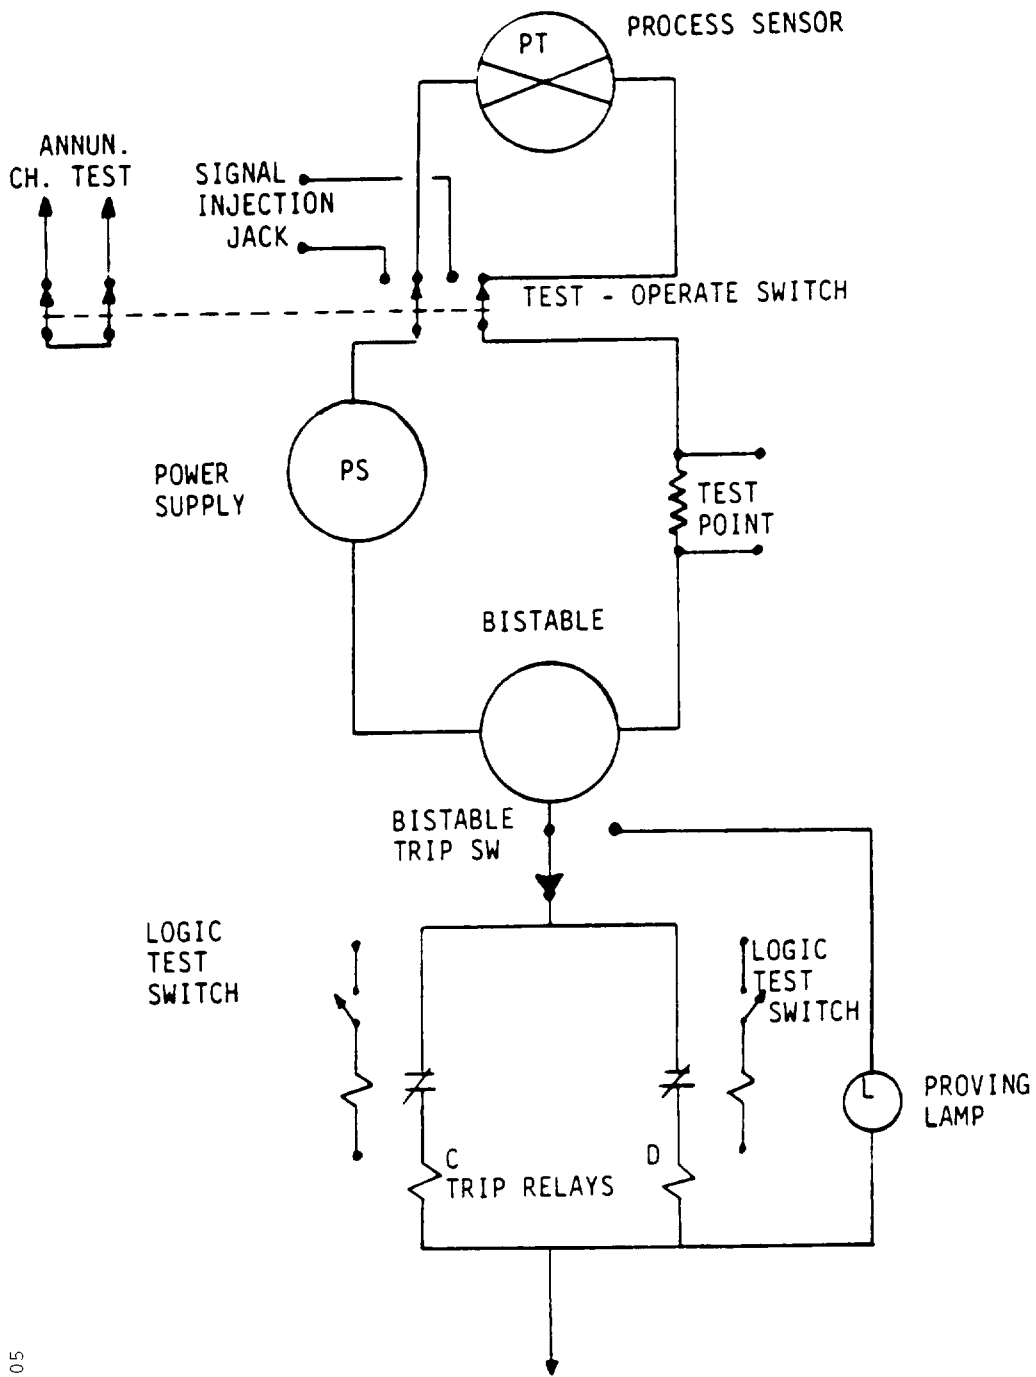 PROCESS SENSOR
PT
ANNUN.
CH. TEST
SIGNAL
INJECTION
JACK
TEST - OPERATE SWITCH
POWER
SUPPLY
PS
TEST
POINT
BISTABLE
BISTABLE
TRIP SW
LOGIC
TEST
SWITCH
LOGIC
TEST
SWITCH
PROVING
LAMP
L
C
D
TRIP RELAYS
05